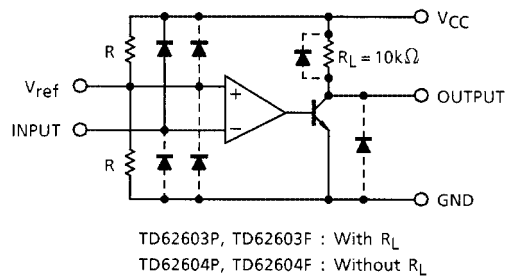 VCC
R
RL = 10kΩ
Vref
+
OUTPUT
INPUT
−
R
GND
TD62603P, TD62603F : With RL
TD62604P, TD62604F : Without RL